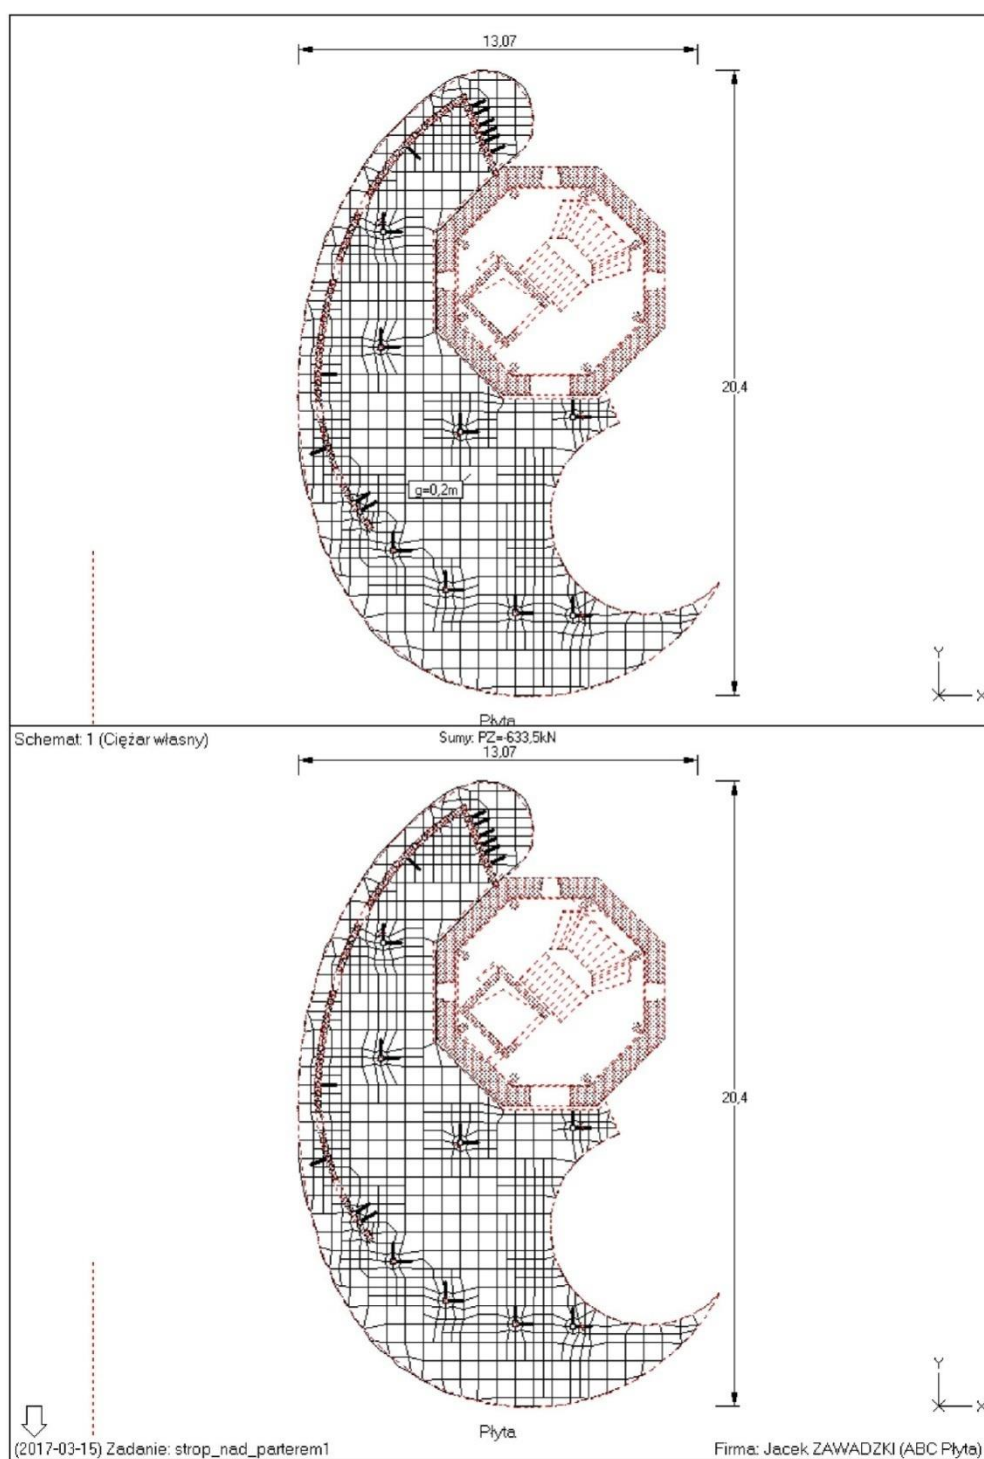 13,07
20,4
g=0,2m
Y
X
Płyta
Schemat: 1 (Ciężar własny)
Sumy: PZ=-633,5kN
13,07
20,4
Y
X
Płyta
(2017-03-15) Zadanie: strop_nad_parterem1
Firma: Jacek ZAWADZKI (ABC Płyta)